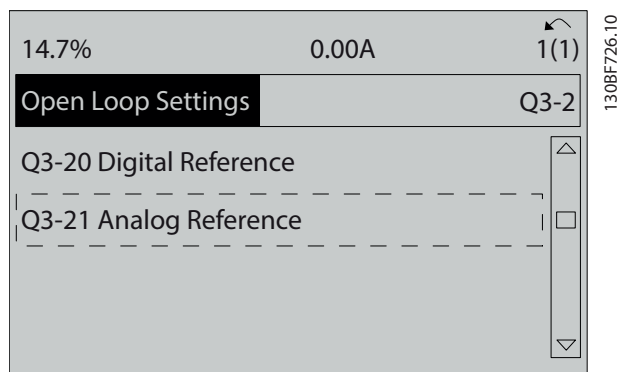 14.7% 0.00A 1(1)
Open Loop Settings Q3-2
Q3-20 Digital Reference
Q3-21 Analog Reference
130BF726.10